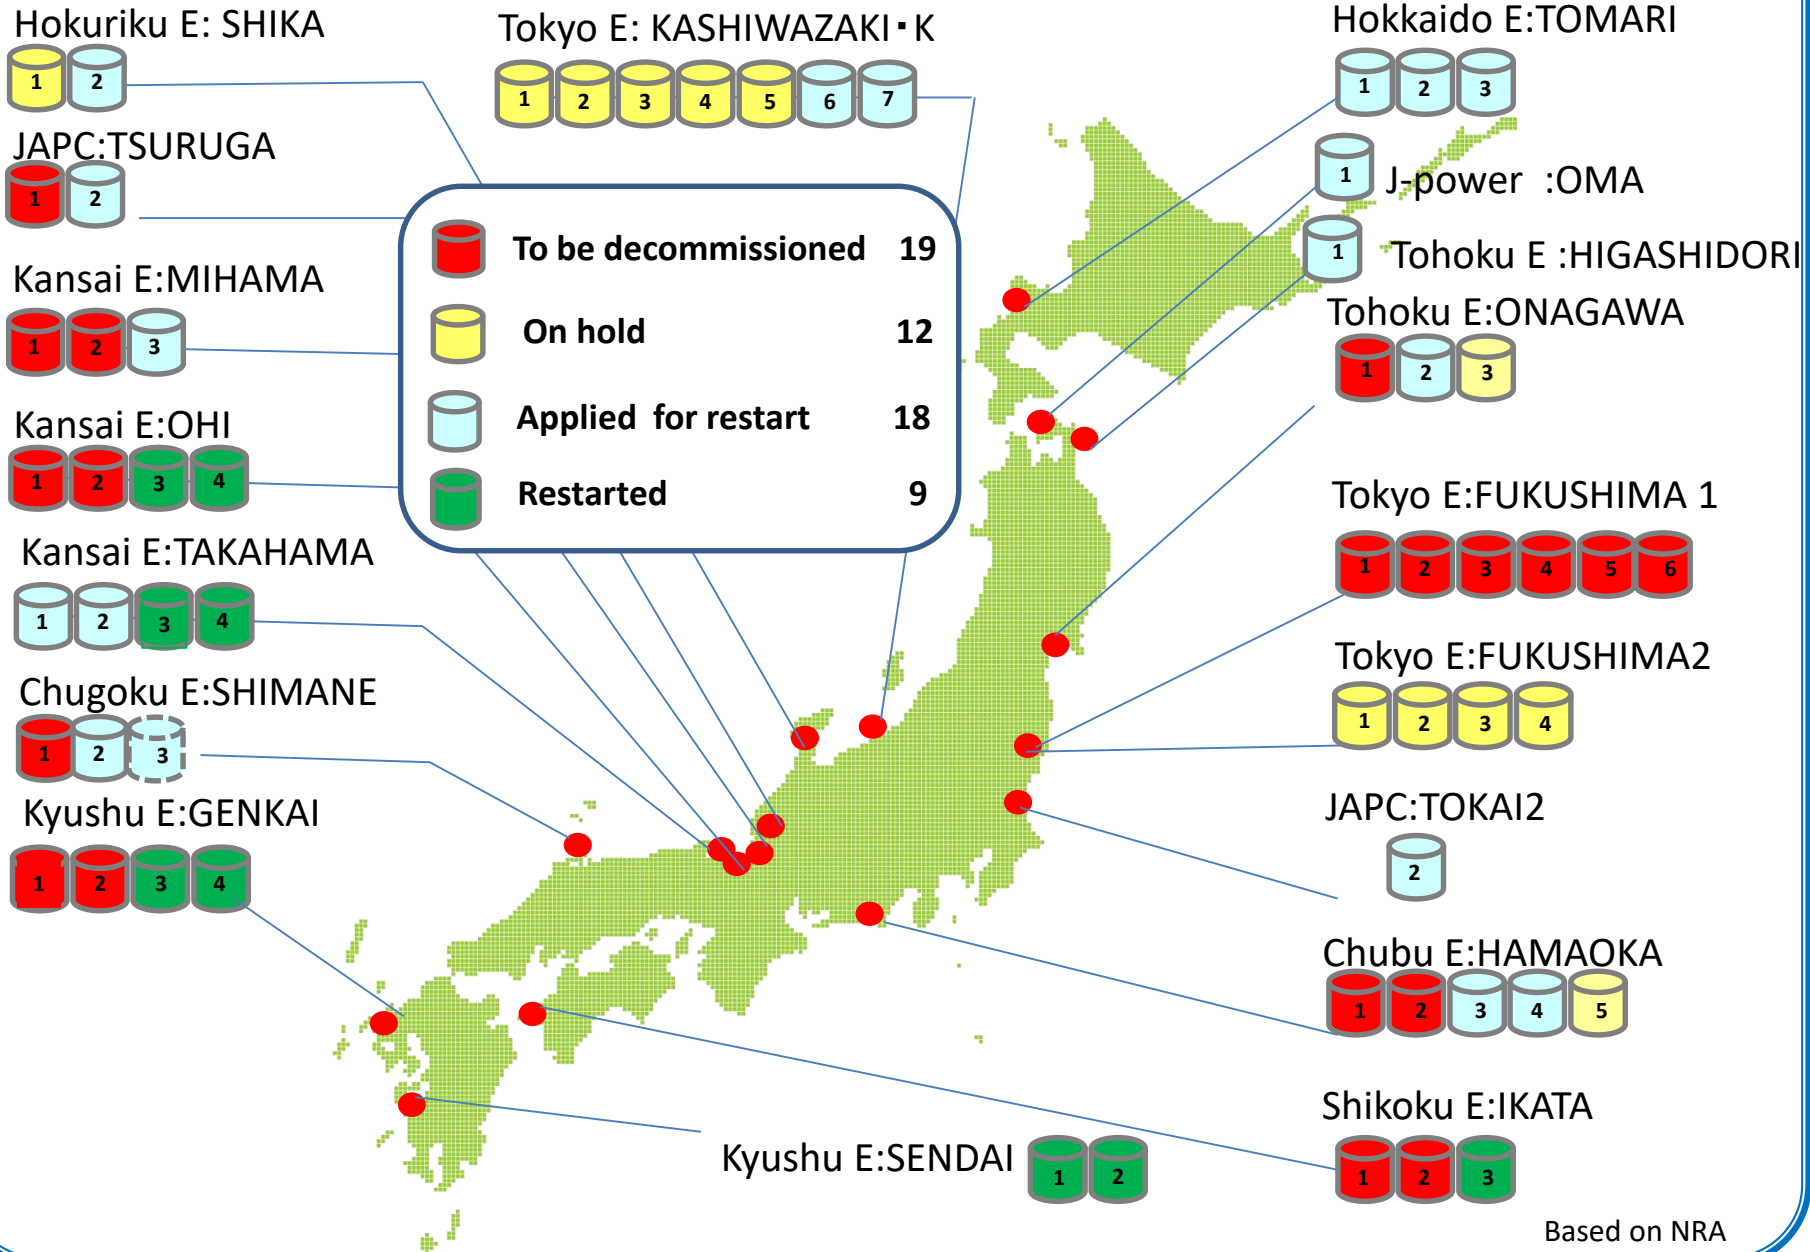 Hokuriku E: SHIKA
1 2
JAPC:TSURUGA
1 2
Kansai E:MIHAMA
1 2 3
Kansai E:OHI
1 2 3 4
Kansai E:TAKAHAMA
1 2 3 4
Chugoku E:SHIMANE
1 2 3
Kyushu E:GENKAI
1 2 3 4
Tokyo E: KASHIWAZAKI・K
1 2 3 4 5 6 7
To be decommissioned 19
On hold 12
Applied for restart 18
Restarted 9
Hokkaido E:TOMARI
1 2 3
1 J-power :OMA
1 Tohoku E :HIGASHIDORI
Tohoku E:ONAGAWA
1 2 3
Tokyo E:FUKUSHIMA 1
1 2 3 4 5 6
Tokyo E:FUKUSHIMA2
1 2 3 4
JAPC:TOKAI2
2
Chubu E:HAMAOKA
1 2 3 4 5
Shikoku E:IKATA
1 2 3
Kyushu E:SENDAI 1 2
Based on NRA